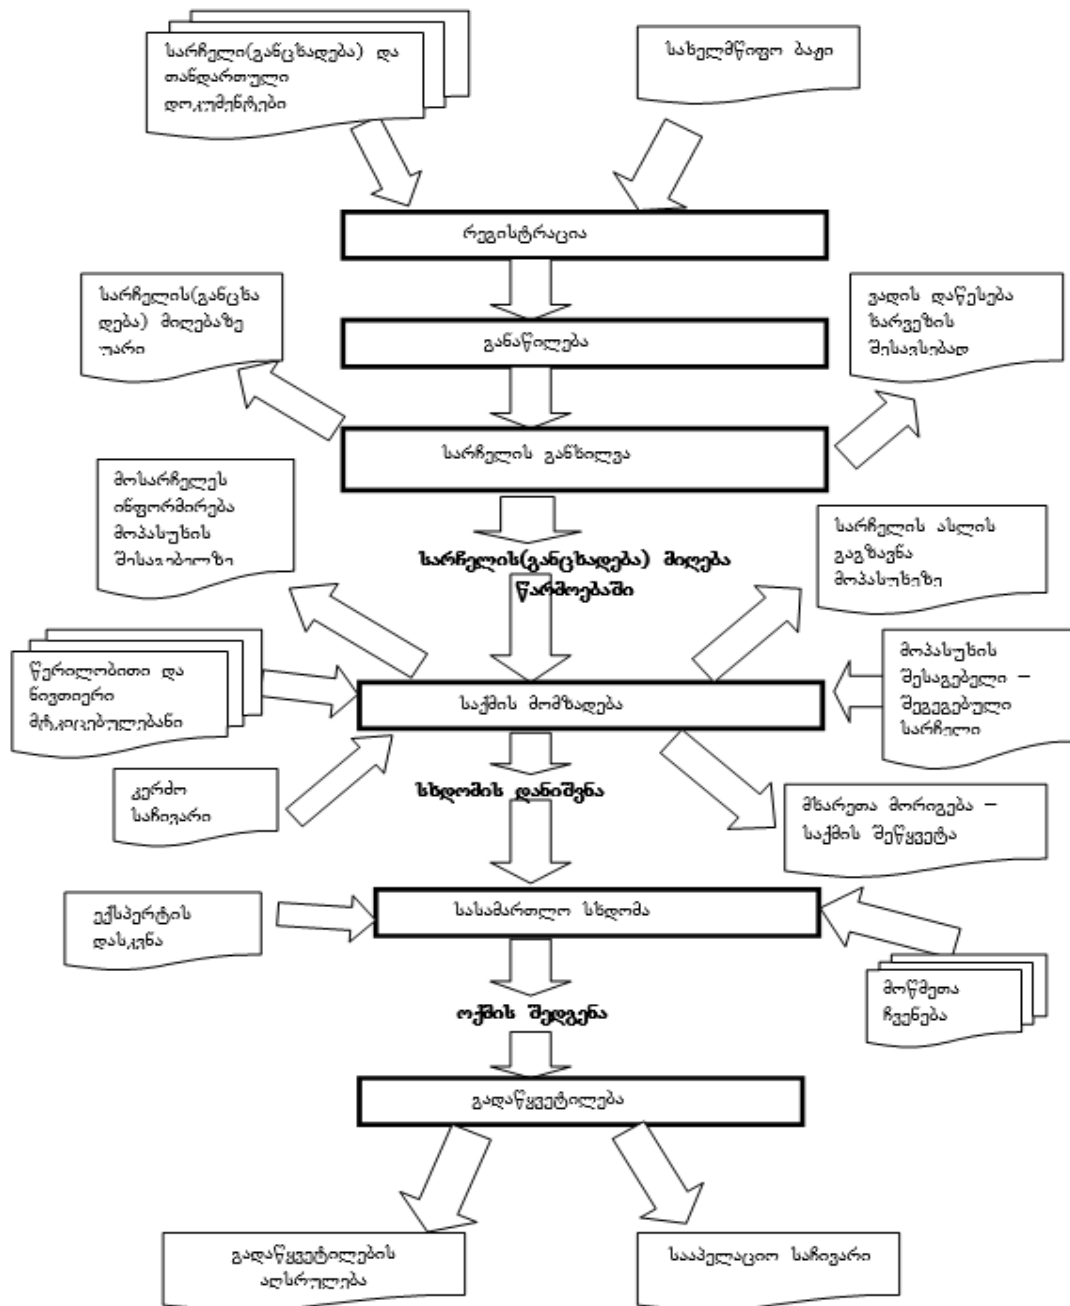 სარჩელი(განცხადება) და
თანდართული
დოკუმენტები
სახელმწიფო ბაჟი
რეგისტრაცია
სარჩელის(განცხა
დება) მიღებაზე
უარი
განაწილება
ვადის დაწესება
ხარვეზის
შესავსებად
სარჩელის განხილვა
მოსარჩელეს
ინფორმირება
მოპასუხის
შესაგებელზე
სარჩელის(განცხადება) მიღება
წარმოებაში
სარჩელის ასლის
გაგზავნა
მოპასუხეზე
წერილობითი და
ნივთიერი
მტკიცებულებანი
საქმის მომზადება
მოპასუხის
შესაგებელი –
შეგეგებული
სარჩელი
კერძო
საჩივარი
სხდომის დანიშვნა
მხარეთა მორიგება –
საქმის შეწყვეტა
ექსპერტის
დასკვნა
სასამართლო სხდომა
მოწმეთა
ჩვენება
ოქმის შედგენა
გადაწყვეტილება
გადაწყვეტილების
აღსრულება
სააპელაციო საჩივარი